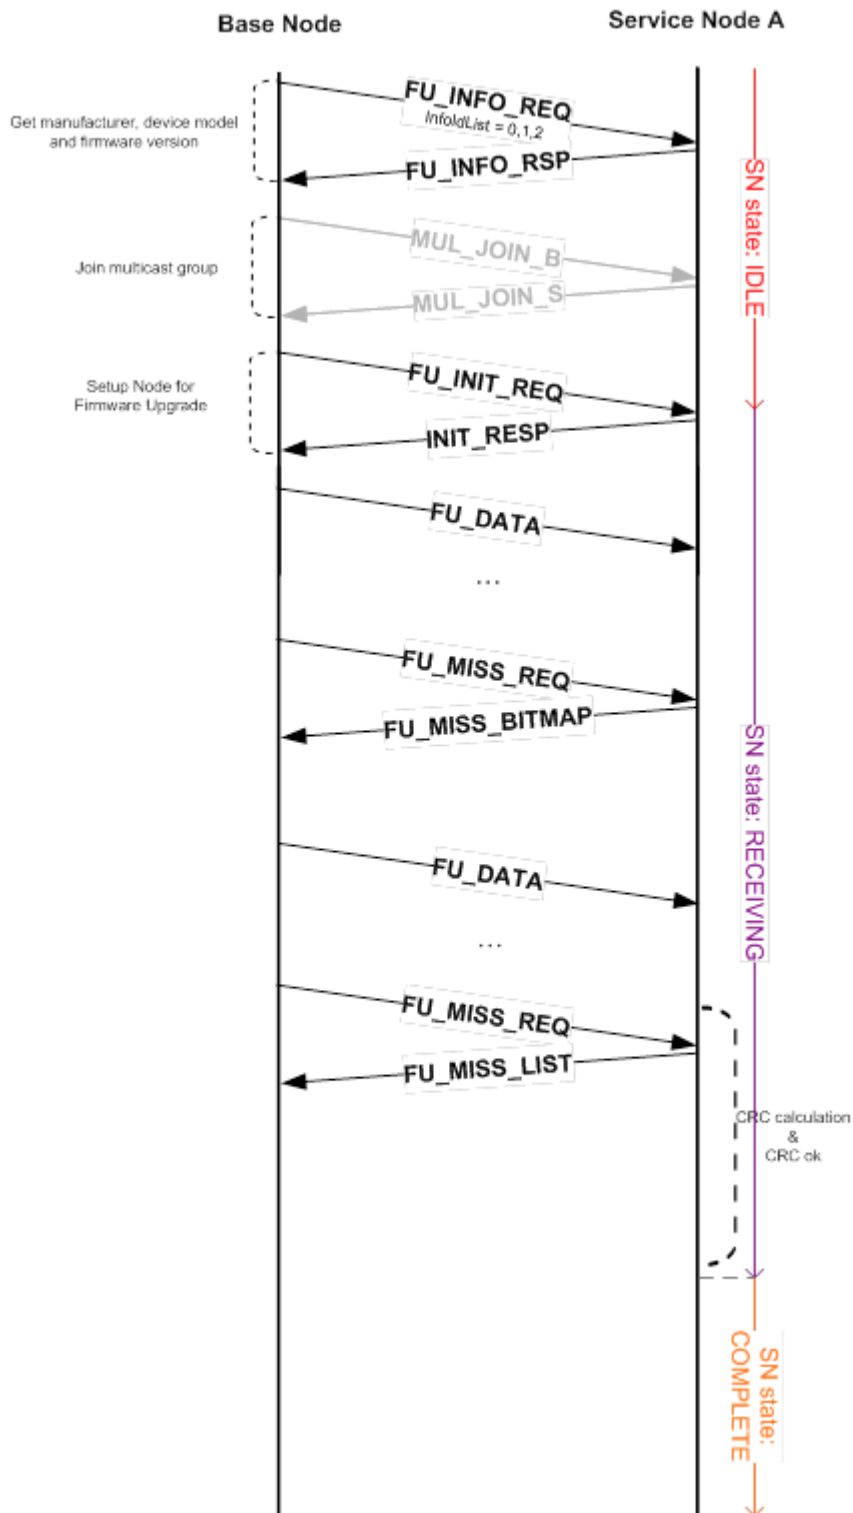 Base Node
Service Node A
FU_INFO_REQ
InfoIdList = 0,1,2
Get manufacturer, device model
and firmware version
FU_INFO_RSP
SN state: IDLE
MUL_JOIN_B
Join multicast group
MUL_JOIN_S
FU_INIT_REQ
Setup Node for
Firmware Upgrade
INIT_RESP
FU_DATA
...
FU_MISS_REQ
FU_MISS_BITMAP
SN state: RECEIVING
FU_DATA
...
FU_MISS_REQ
FU_MISS_LIST
CRC calculation
&
CRC ok
SN state:
COMPLETE